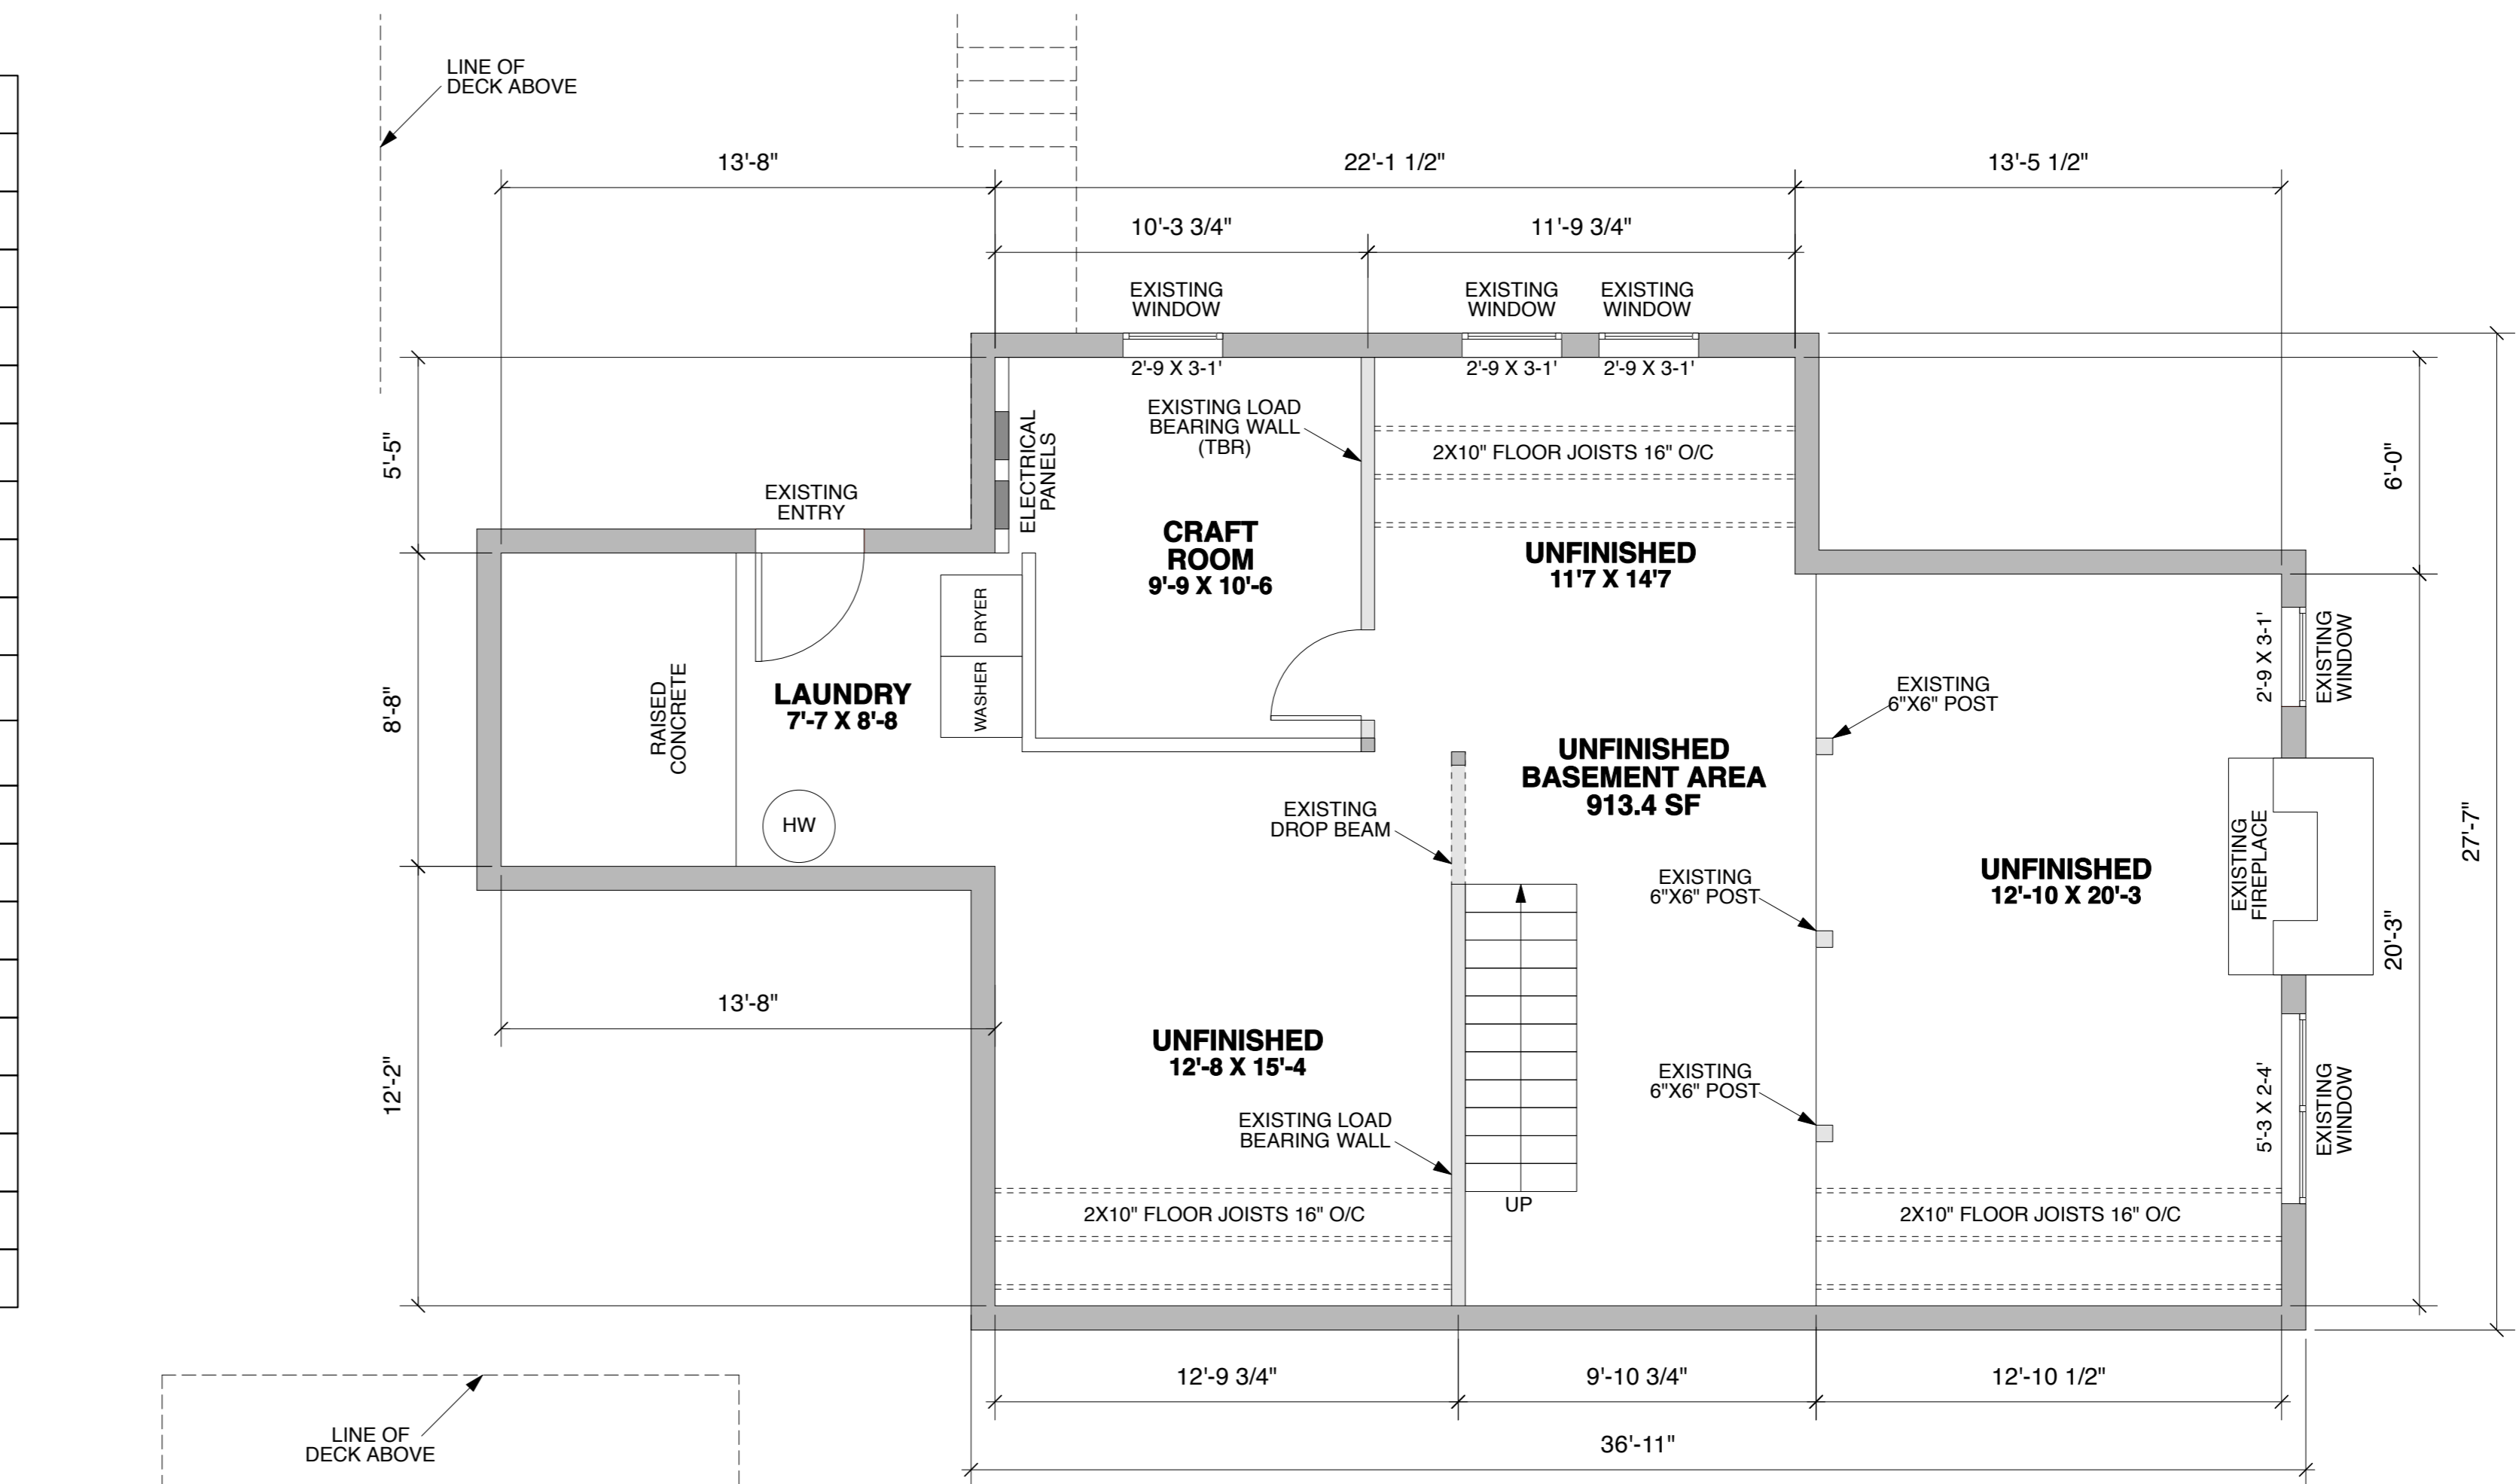 LINE OF
DECK ABOVE
13'-8"
22'-1 1/2"
13'-5 1/2"
10'-3 3/4"
11'-9 3/4"
EXISTING
WINDOW
EXISTING
WINDOW
EXISTING
WINDOW
2'-9 X 3-1'
2'-9 X 3-1'
2'-9 X 3-1'
5'-5"
EXISTING
ENTRY
ELECTRICAL
PANELS
EXISTING LOAD
BEARING WALL
(TBR)
2X10" FLOOR JOISTS 16" O/C
6'-0"
CRAFT
ROOM
9'-9 X 10'-6
UNFINISHED
11'7 X 14'7
DRYER
WASHER
RAISED
CONCRETE
LAUNDRY
7'-7 X 8'-8
8'-8"
HW
2'-9 X 3-1'
EXISTING
WINDOW
EXISTING
6"X6" POST
UNFINISHED
BASEMENT AREA
913.4 SF
EXISTING
DROP BEAM
EXISTING
FIREPLACE
27'-7"
UNFINISHED
12'-10 X 20'-3
EXISTING
6"X6" POST
20'-3"
13'-8"
12'-2"
UNFINISHED
12'-8 X 15'-4
EXISTING
6"X6" POST
5'-3 X 2-4'
EXISTING
WINDOW
EXISTING LOAD
BEARING WALL
UP
2X10" FLOOR JOISTS 16" O/C
2X10" FLOOR JOISTS 16" O/C
12'-9 3/4"
9'-10 3/4"
12'-10 1/2"
36'-11"
LINE OF
DECK ABOVE